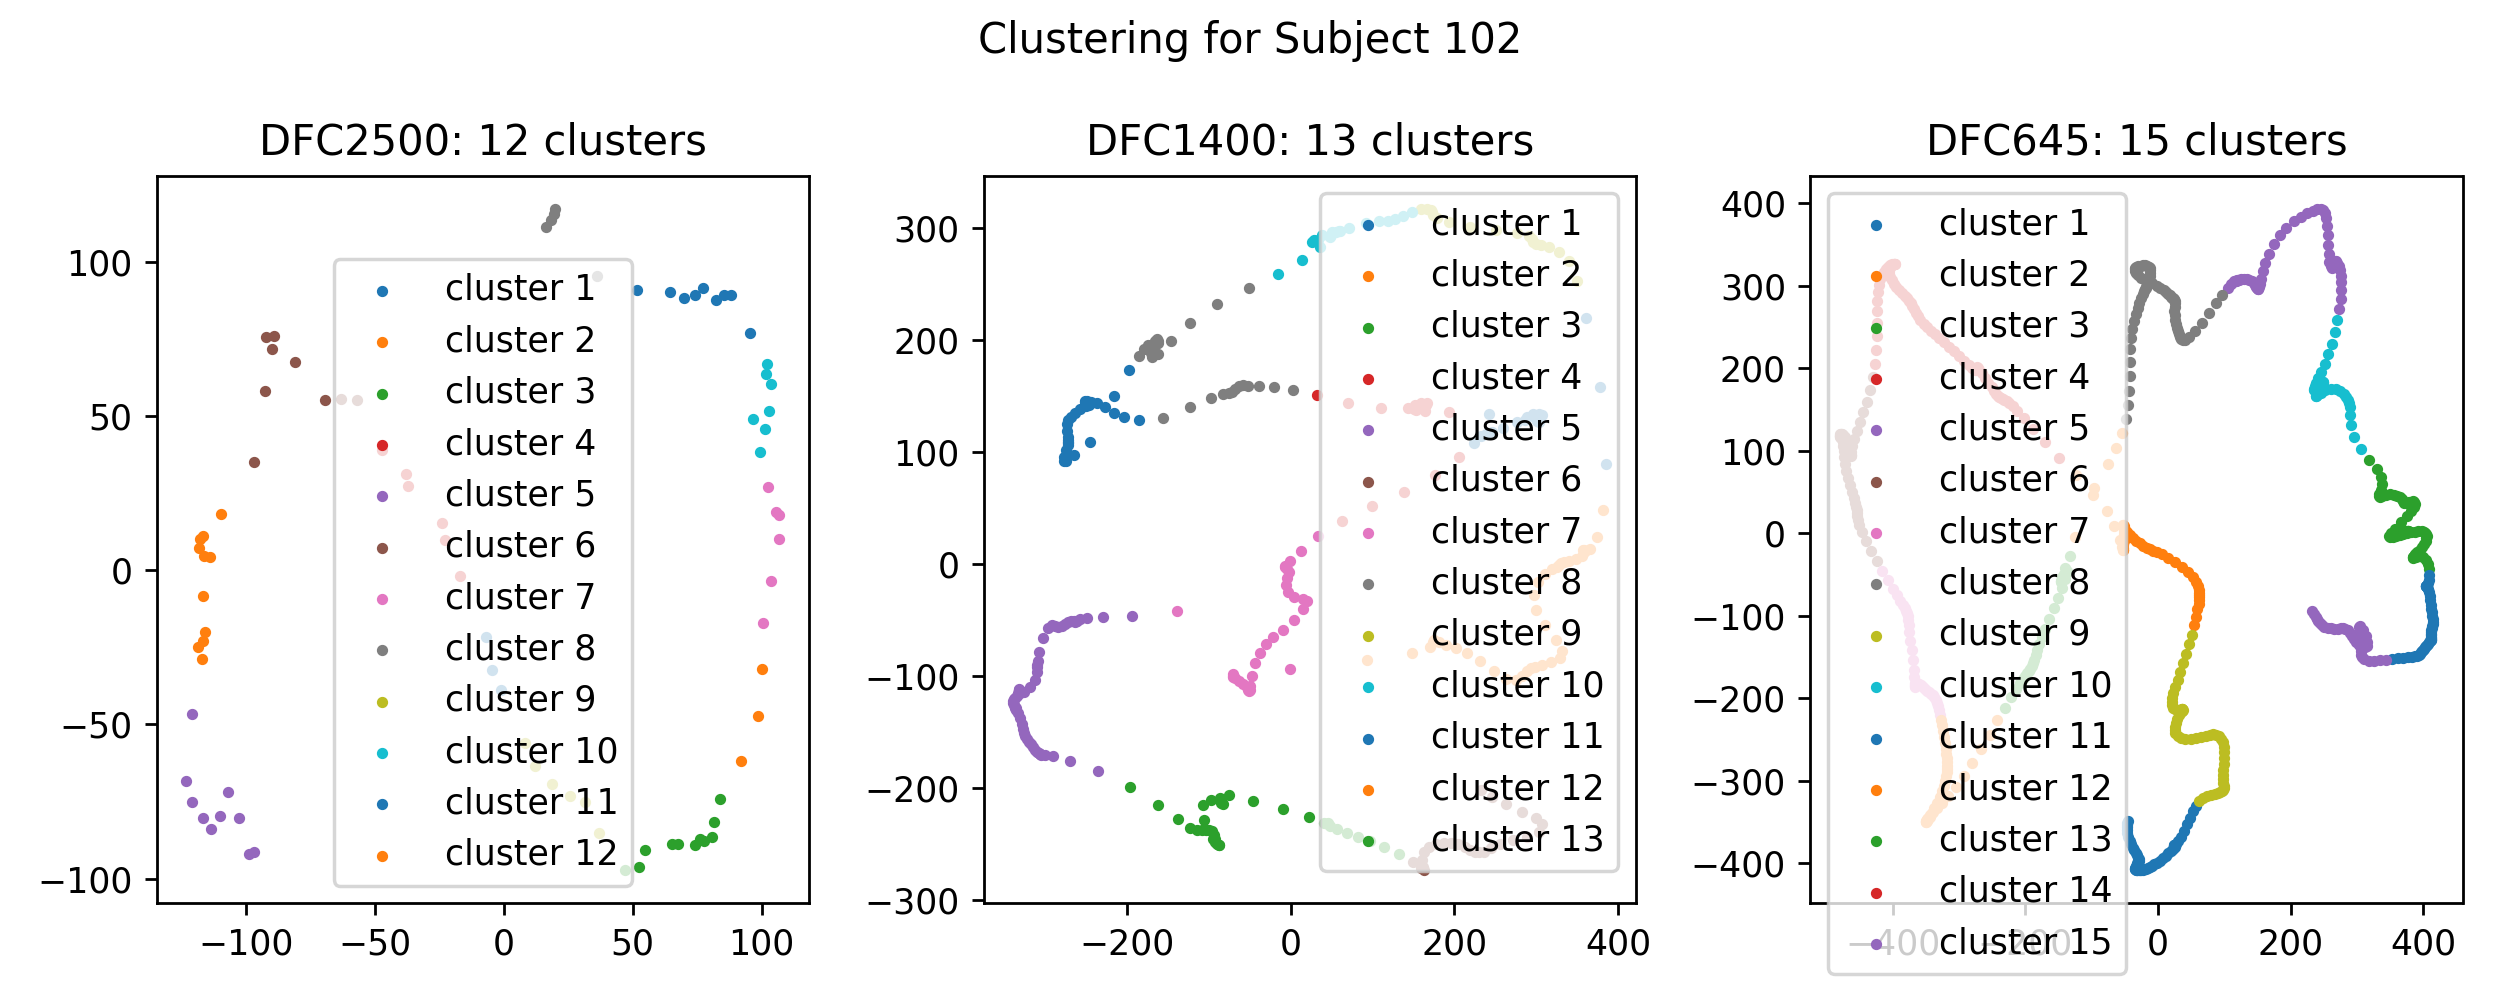 Clustering for Subject 102
DFC2500: 12 clusters
100
50
0
−50
−100
−100
−50
0
50
100
cluster 1
cluster 2
cluster 3
cluster 4
cluster 5
cluster 6
cluster 7
cluster 8
cluster 9
cluster 10
cluster 11
cluster 12
DFC1400: 13 clusters
300
200
100
0
−100
−200
−300
−200
0
200
400
cluster 1
cluster 2
cluster 3
cluster 4
cluster 5
cluster 6
cluster 7
cluster 8
cluster 9
cluster 10
cluster 11
cluster 12
cluster 13
DFC645: 15 clusters
400
300
200
100
0
−100
−200
−300
−400
−400
−200
0
200
400
cluster 1
cluster 2
cluster 3
cluster 4
cluster 5
cluster 6
cluster 7
cluster 8
cluster 9
cluster 10
cluster 11
cluster 12
cluster 13
cluster 14
cluster 15